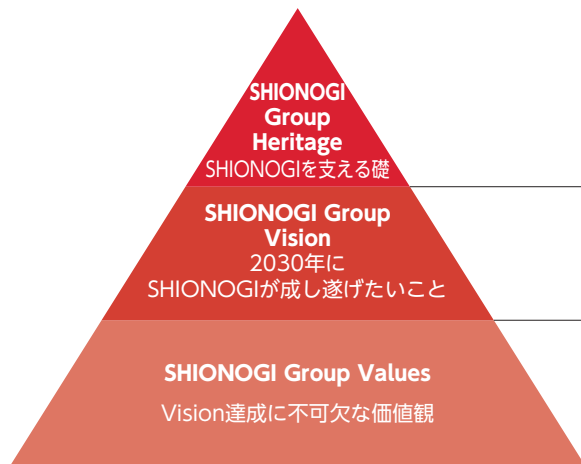 SHIONOGI
Group
Heritage
SHIONOGIを支える礎
SHIONOGI Group
Vision
2030年に
SHIONOGIが成し遂げたいこと
SHIONOGI Group Values
Vision達成に不可欠な価値観